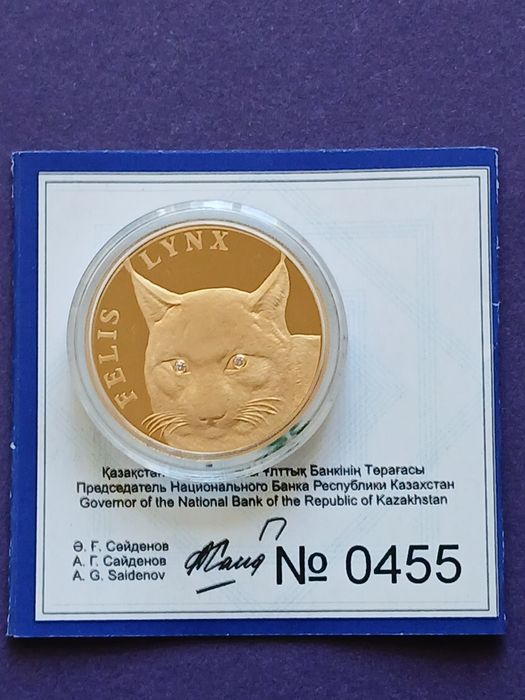 FELIS LYNX
Қазақстан Ұлттық Банкінің Төрағасы
Председатель Национального Банка Республики Казахстан
Governor of the National Bank of the Republic of Kazakhstan
Ә. Ғ. Сәйденов
А. Г. Сайденов
A. G. Saidenov
№ 0455